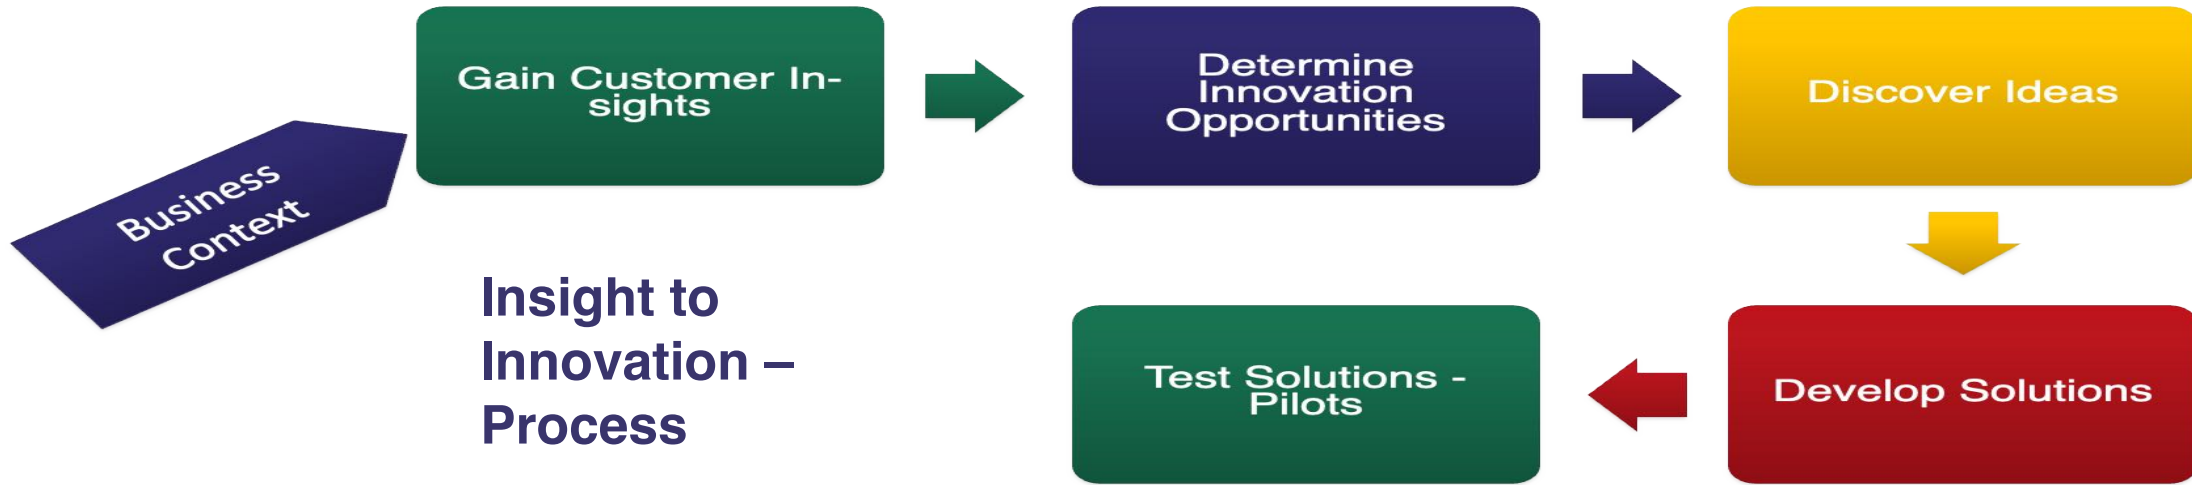 Gain Customer In-
sights
Determine
Innovation
Opportunities
Discover Ideas
Business
Context
Insight to
Innovation –
Process
Test Solutions -
Pilots
Develop Solutions